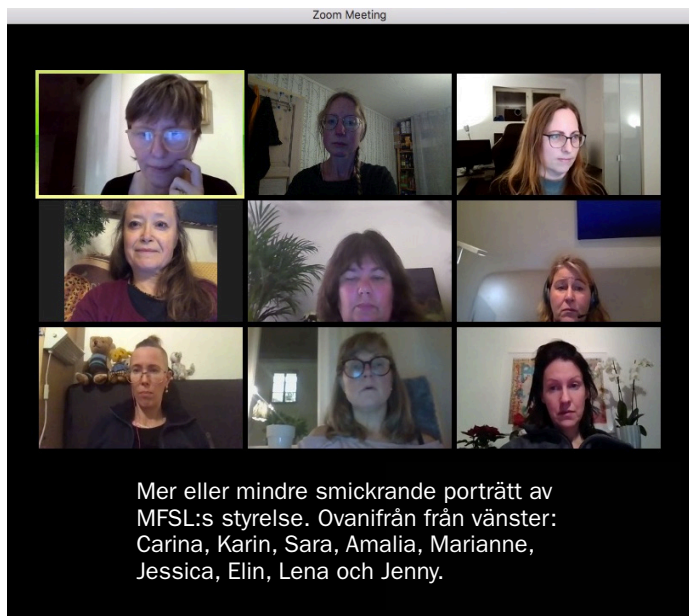 Zoom Meeting
Mer eller mindre smickrande porträtt av
MFSL:s styrelse. Ovanifrån från vänster:
Carina, Karin, Sara, Amalia, Marianne,
Jessica, Elin, Lena och Jenny.